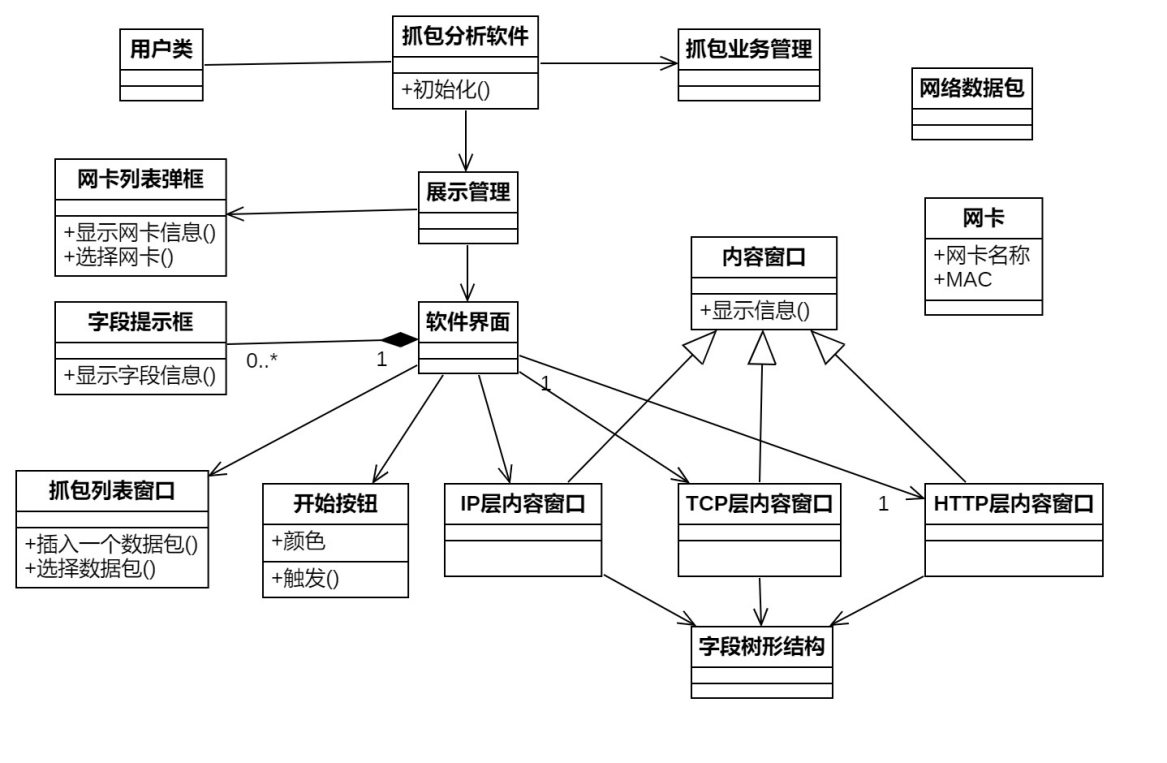 用户类
抓包分析软件
+初始化()
抓包业务管理
网络数据包
网卡列表弹框
+显示网卡信息()
+选择网卡()
展示管理
网卡
+网卡名称
+MAC
内容窗口
+显示信息()
字段提示框
+显示字段信息()
0..*
1
软件界面
1
抓包列表窗口
+插入一个数据包()
+选择数据包()
开始按钮
+颜色
+触发()
IP层内容窗口
TCP层内容窗口
1
HTTP层内容窗口
字段树形结构